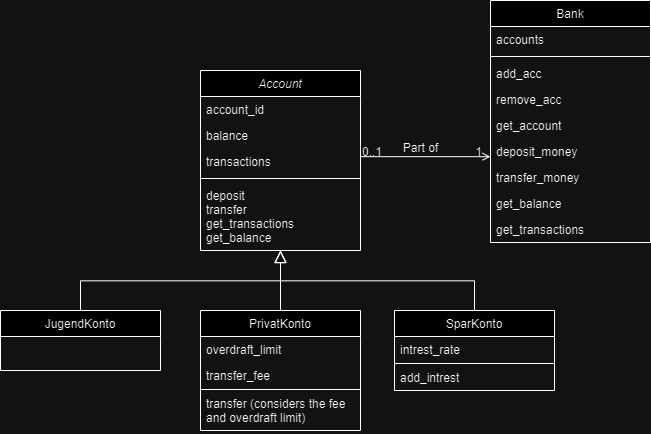 Bank
accounts
add_acc
remove_acc
get_account
deposit_money
transfer_money
get_balance
get_transactions
Account
account_id
balance
transactions
deposit
transfer
get_transactions
get_balance
0..1
Part of
1
JugendKonto
PrivatKonto
overdraft_limit
transfer_fee
transfer (considers the fee
and overdraft limit)
SparKonto
intrest_rate
add_intrest